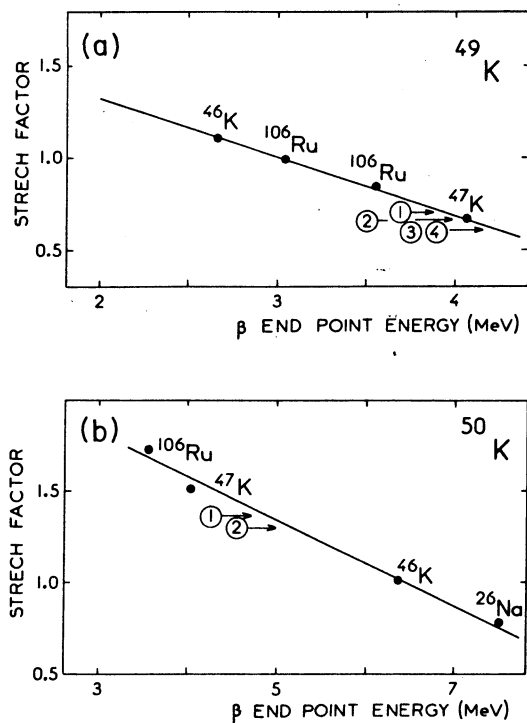 (a)
49K
STRECH FACTOR
1.5
1.0
0.5
46K
106Ru
106Ru
47K
1
2
3 4
2 3 4
β END POINT ENERGY (MeV)
(b)
50K
STRECH FACTOR
1.5
1.0
0.5
106Ru
47K
1
2
46K
26Na
3 5 7
β END POINT ENERGY (MeV)